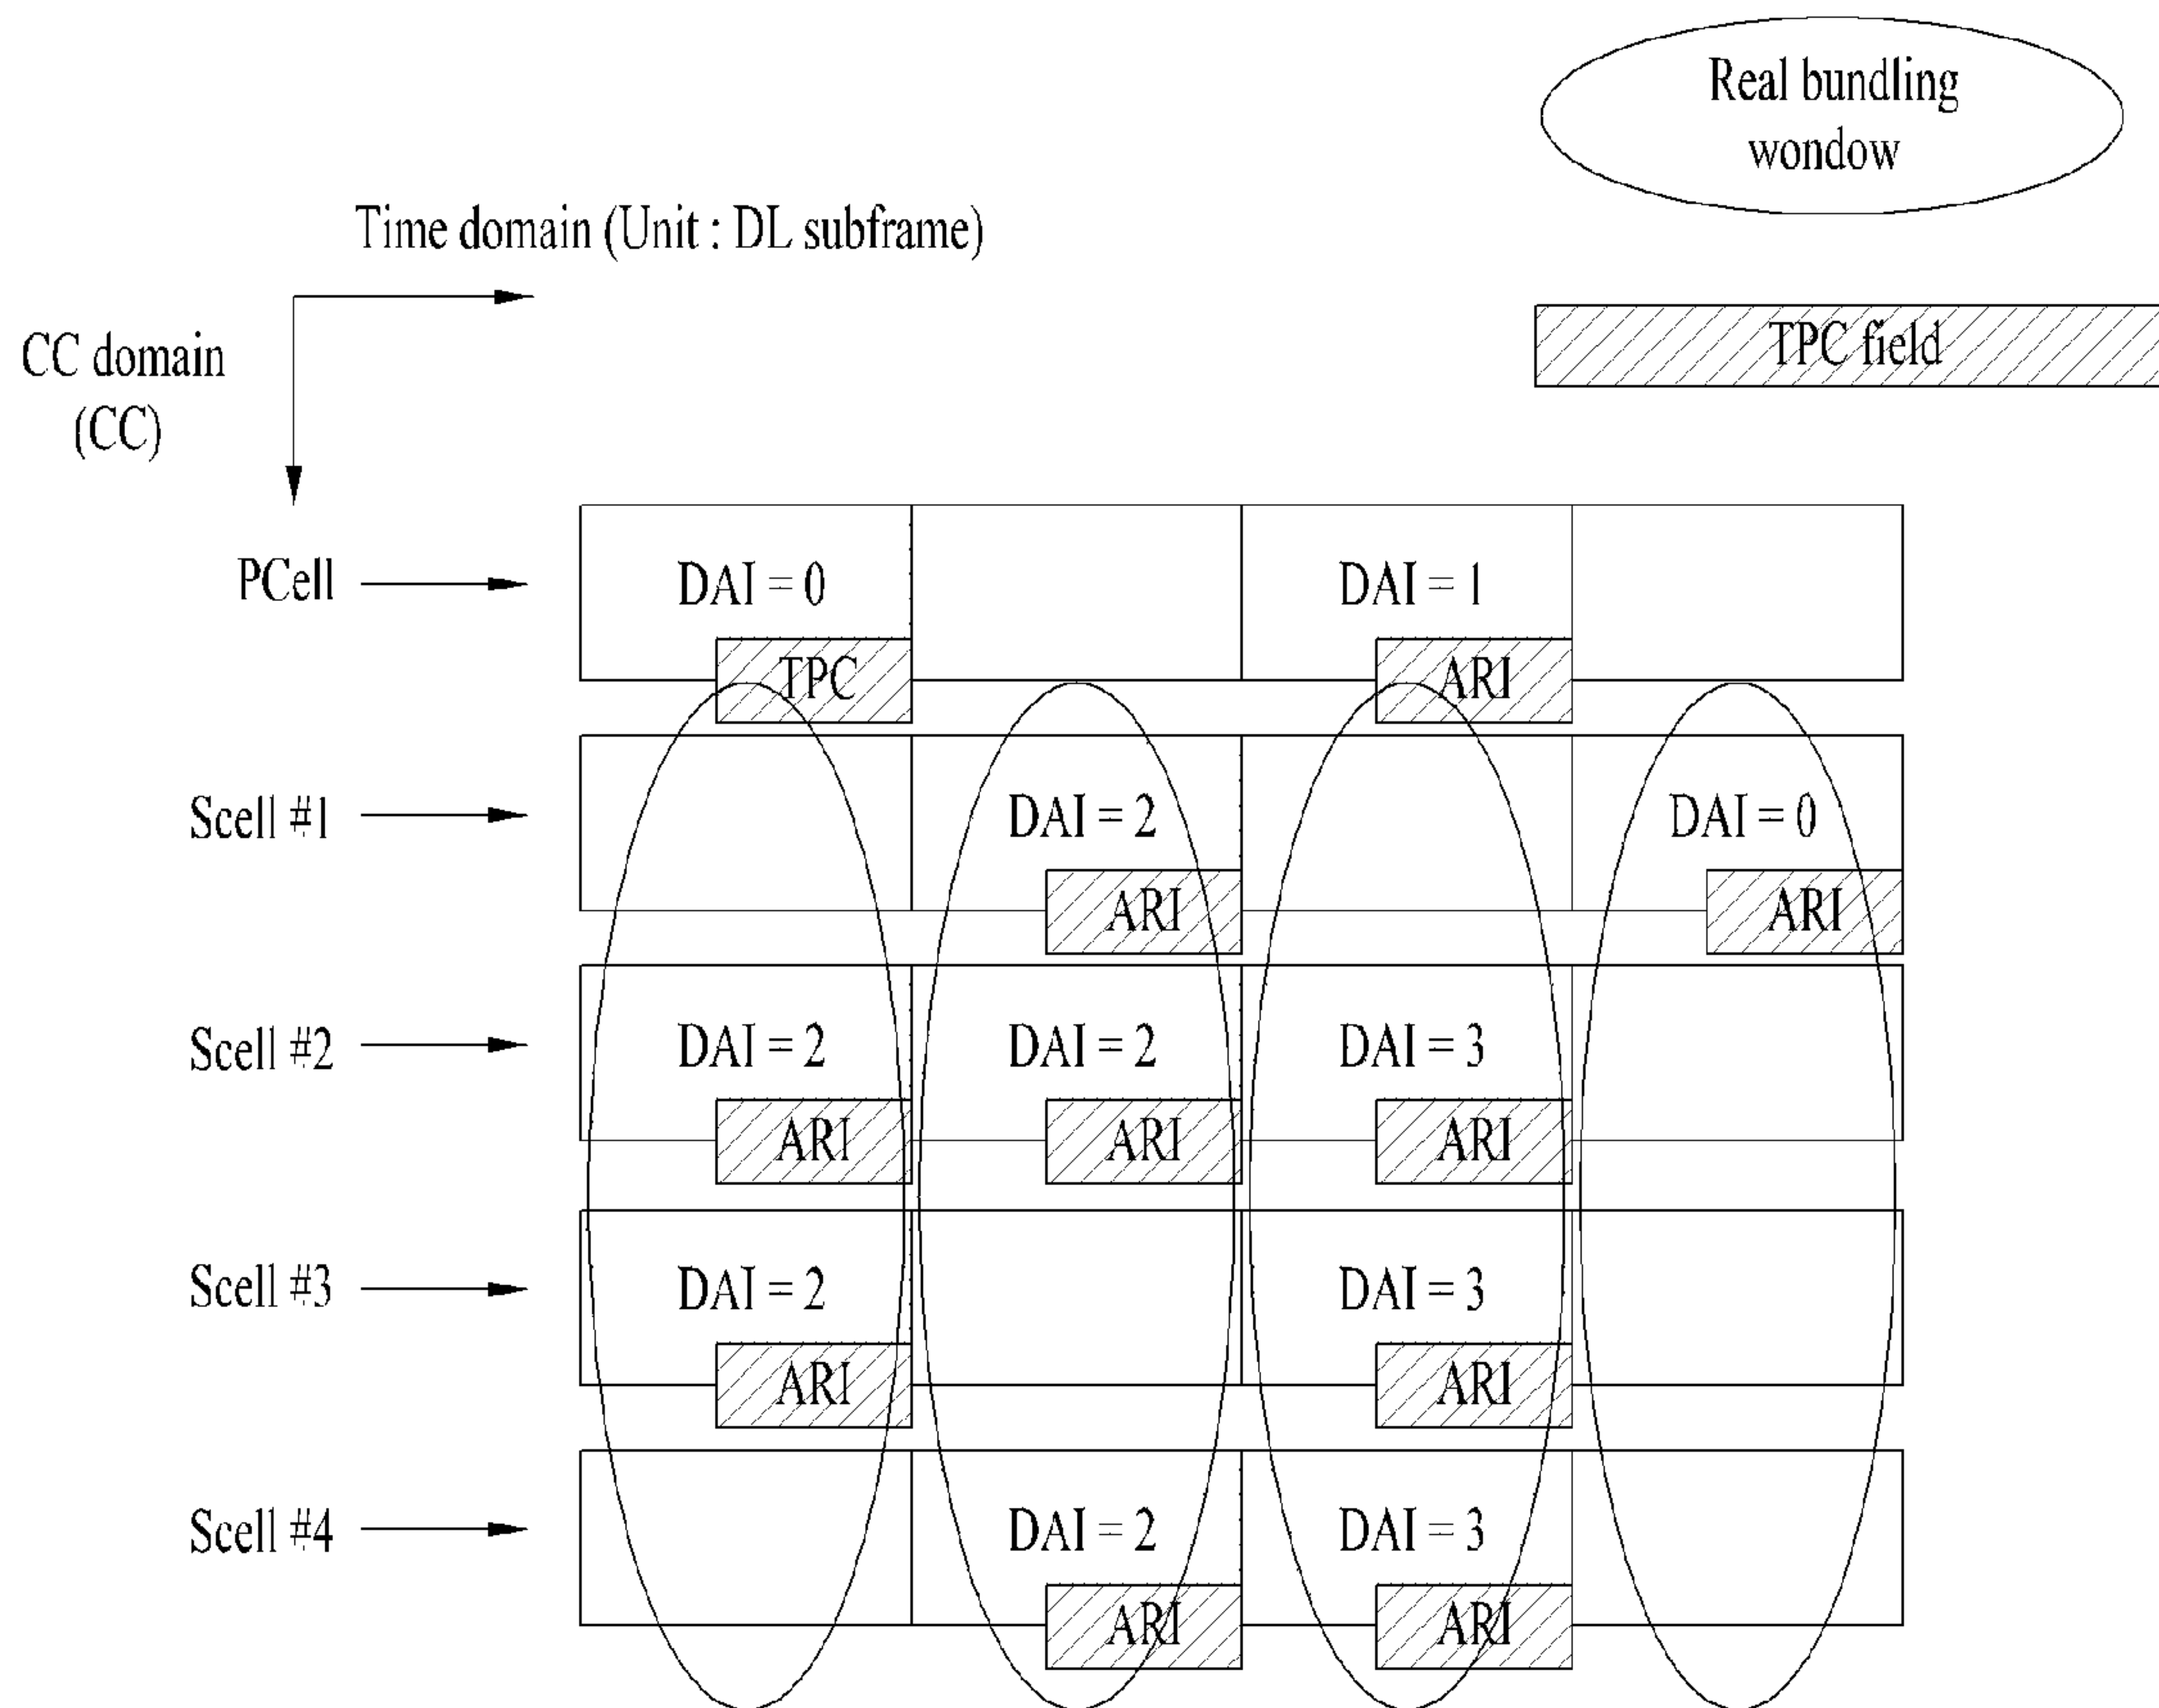 Real bundling
wondow
Time domain (Unit : DL subframe)
TPC field
CC domain
(CC)
PCell
DAI = 0
DAI = 1
TPC
ARI
Scell #1
DAI = 2
DAI = 0
ARI
ARI
Scell #2
DAI = 2
DAI = 2
DAI = 3
ARI
ARI
ARI
Scell #3
DAI = 2
DAI = 3
ARI
ARI
Scell #4
DAI = 2
DAI = 3
ARI
ARI